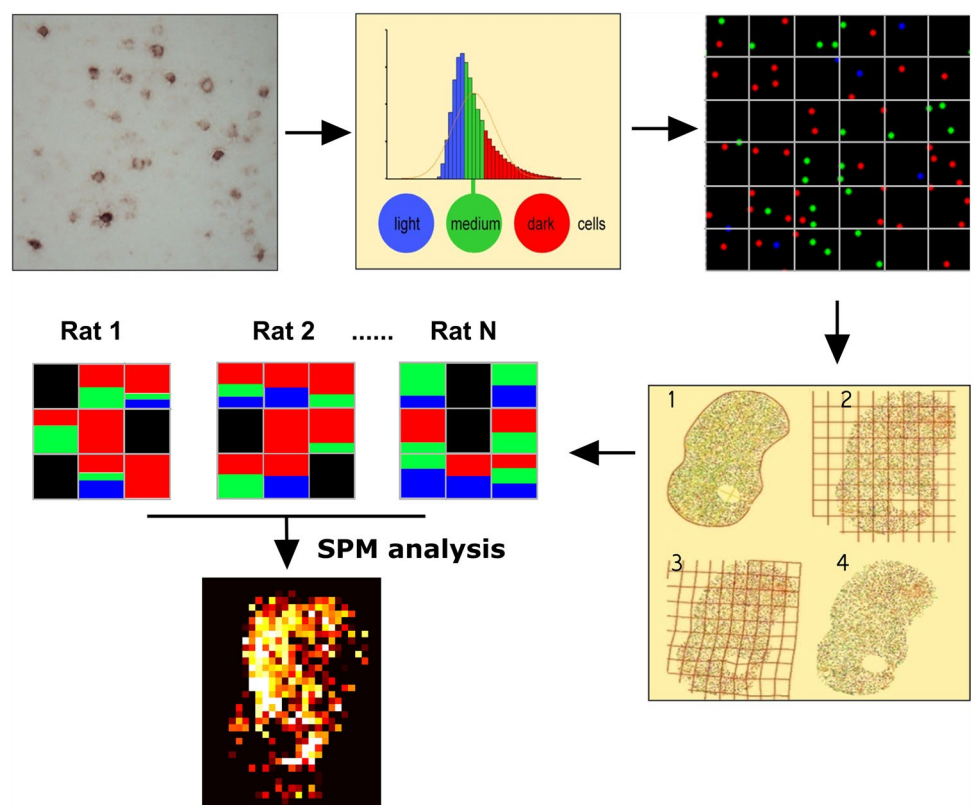 light medium dark cells
Rat 1 Rat 2 ...... Rat N
1 2
3 4
SPM analysis